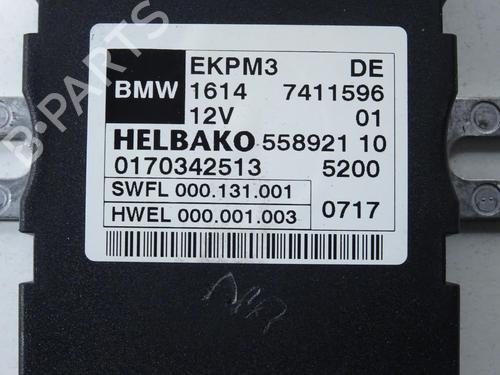 B-PARTS
BMW
EKPM3 DE
1614 7411596
12V 01
HELBAKO 558921 10
0170342513 5200
SWFL 000.131.001
HWEL 000.001.003 0717